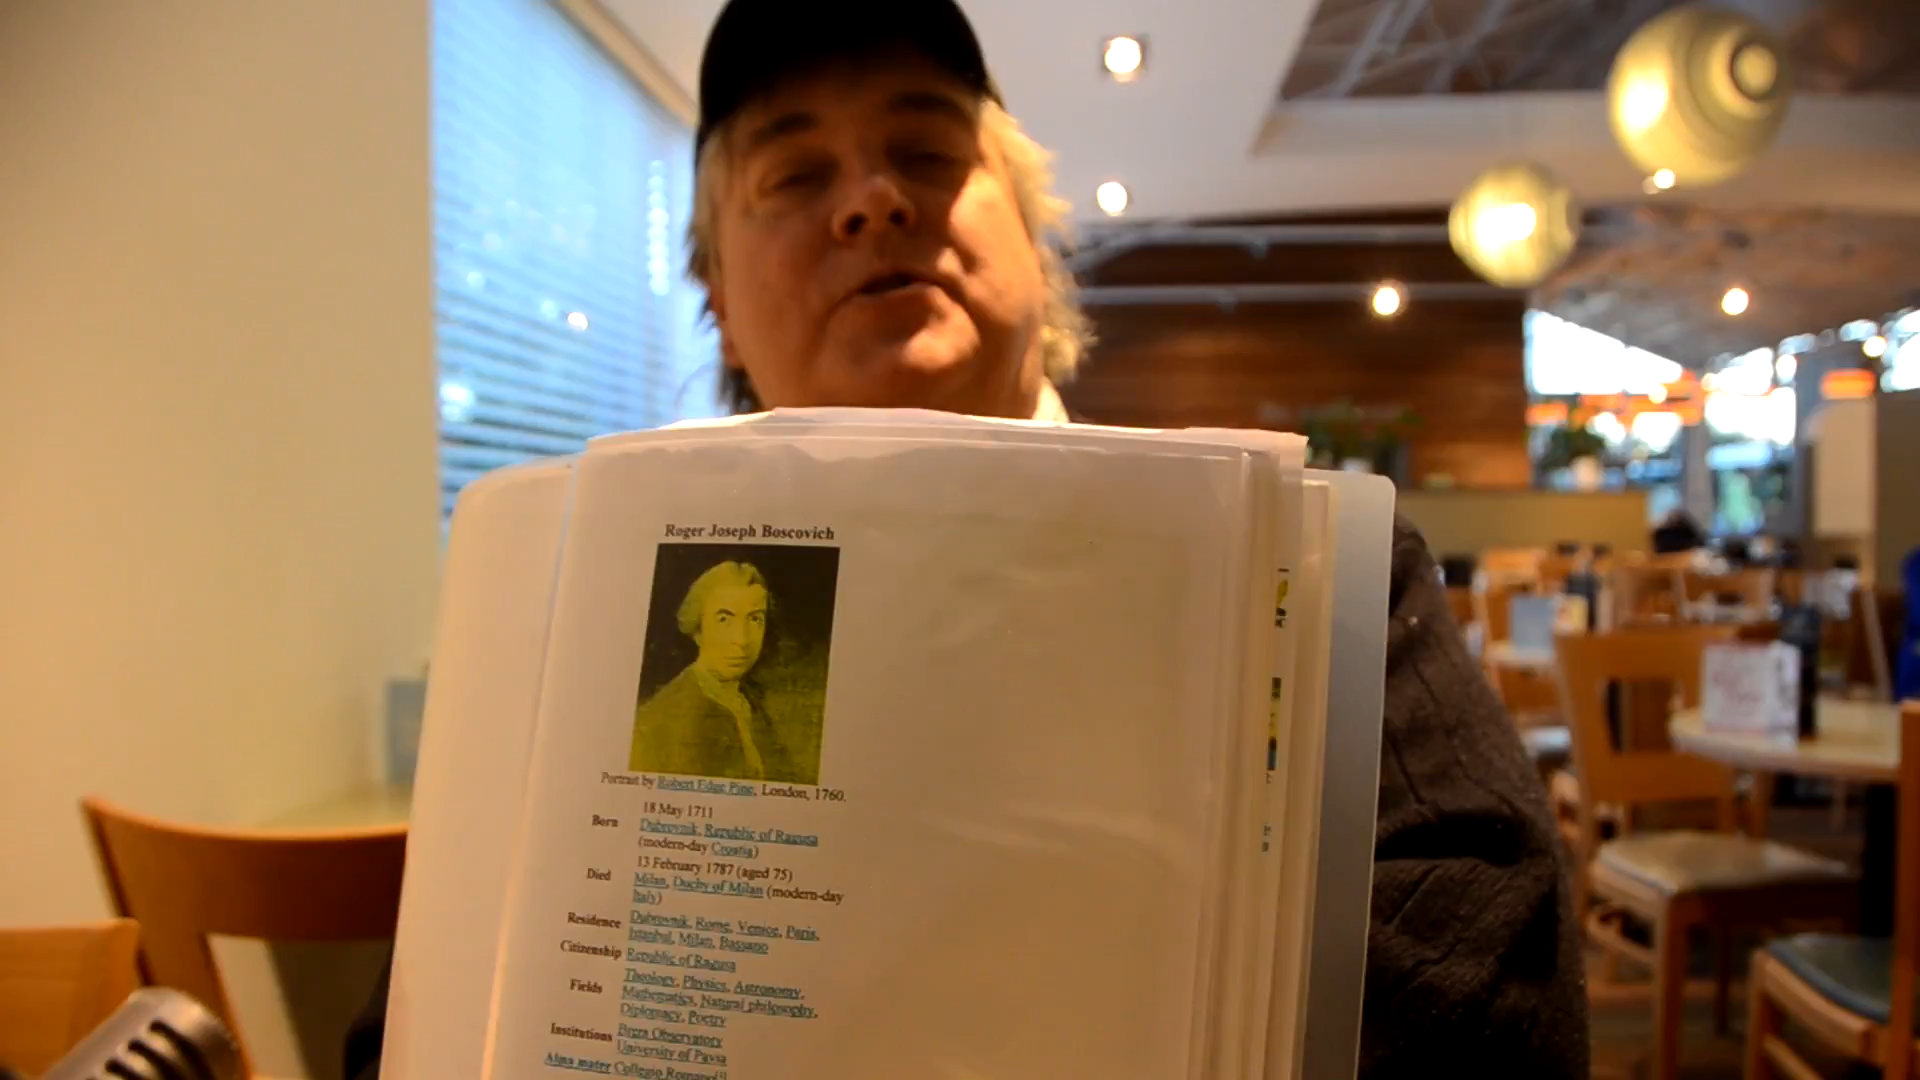 Roger Joseph Boscovich
Portrait by Robert Edge Pine, London, 1760.
18 May 1711
Born Dubrovnik, Republic of Ragusa
(modern-day Croatia)
13 February 1787 (aged 75)
Died Milan, Duchy of Milan (modern-day
Italy)
Residence Dubrovnik, Rome, Venice, Paris,
Istanbul, Milan, Bassano
Citizenship Republic of Ragusa
Theology, Physics, Astronomy,
Fields Mathematics, Natural philosophy,
Diplomacy, Poetry
Institutions Brera Observatory
University of Pavia
Alma mater Collegio Romano[1]